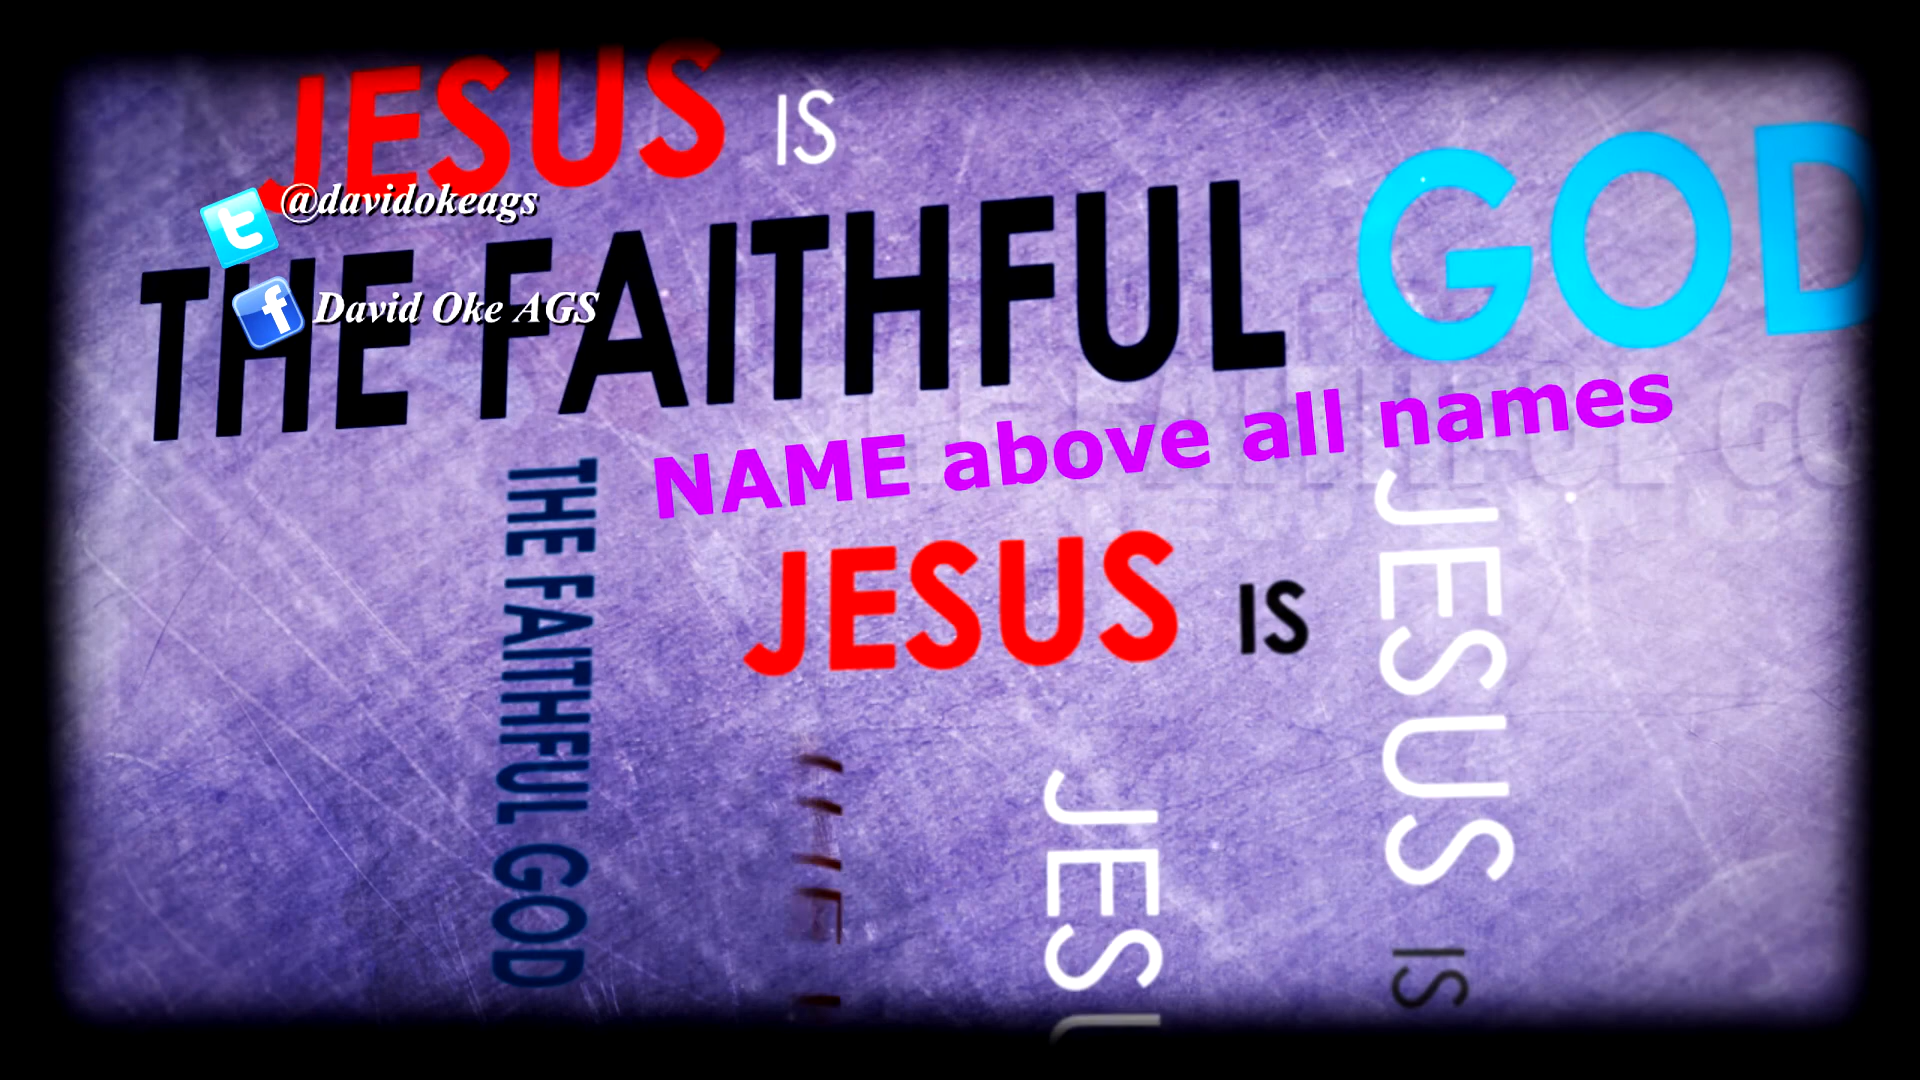 JESUS IS
@davidokeags
THE FAITHFUL GOD
David Oke AGS
NAME above all names
THE FAITHFUL GOD
JESUS IS
JESUS IS
JESU